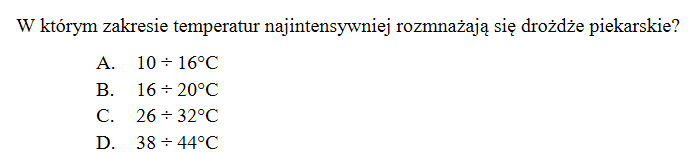 W którym zakresie temperatur najintensywniej rozmnażają się drożdże piekarskie?
A. 10 ÷ 16°C
B. 16 ÷ 20°C
C. 26 ÷ 32°C
D. 38 ÷ 44°C